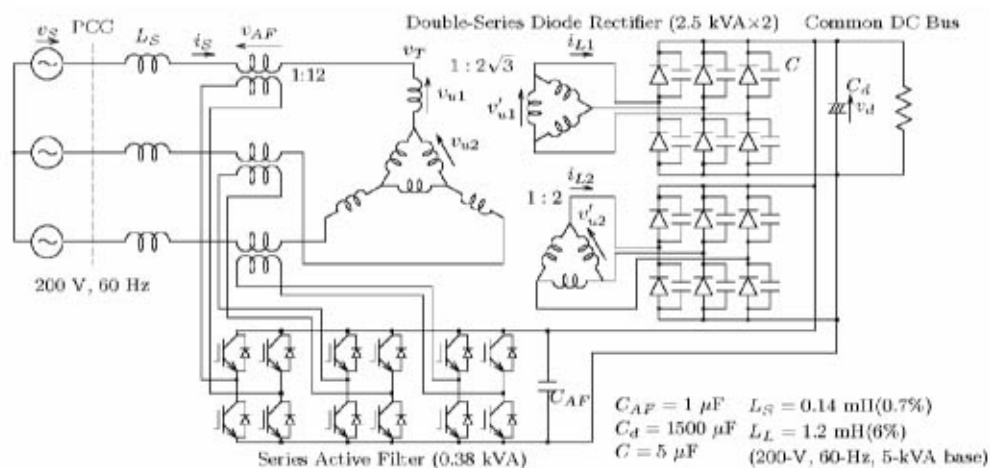 Double-Series Diode Rectifier (2.5 kVA×2) Common DC Bus
v_S PCC L_S i_S v_AF v_T i_L1
1:12
1 : 2√3
C
C_d
v_d
v_u1
v'_u1
v_u2
i_L2
1 : 2
v'_u2
200 V, 60 Hz
C_AF
C_AF = 1 μF L_S = 0.14 mH(0.7%)
C_d = 1500 μF L_L = 1.2 mH(6%)
C = 5 μF (200-V, 60-Hz, 5-kVA base)
Series Active Filter (0.38 kVA)